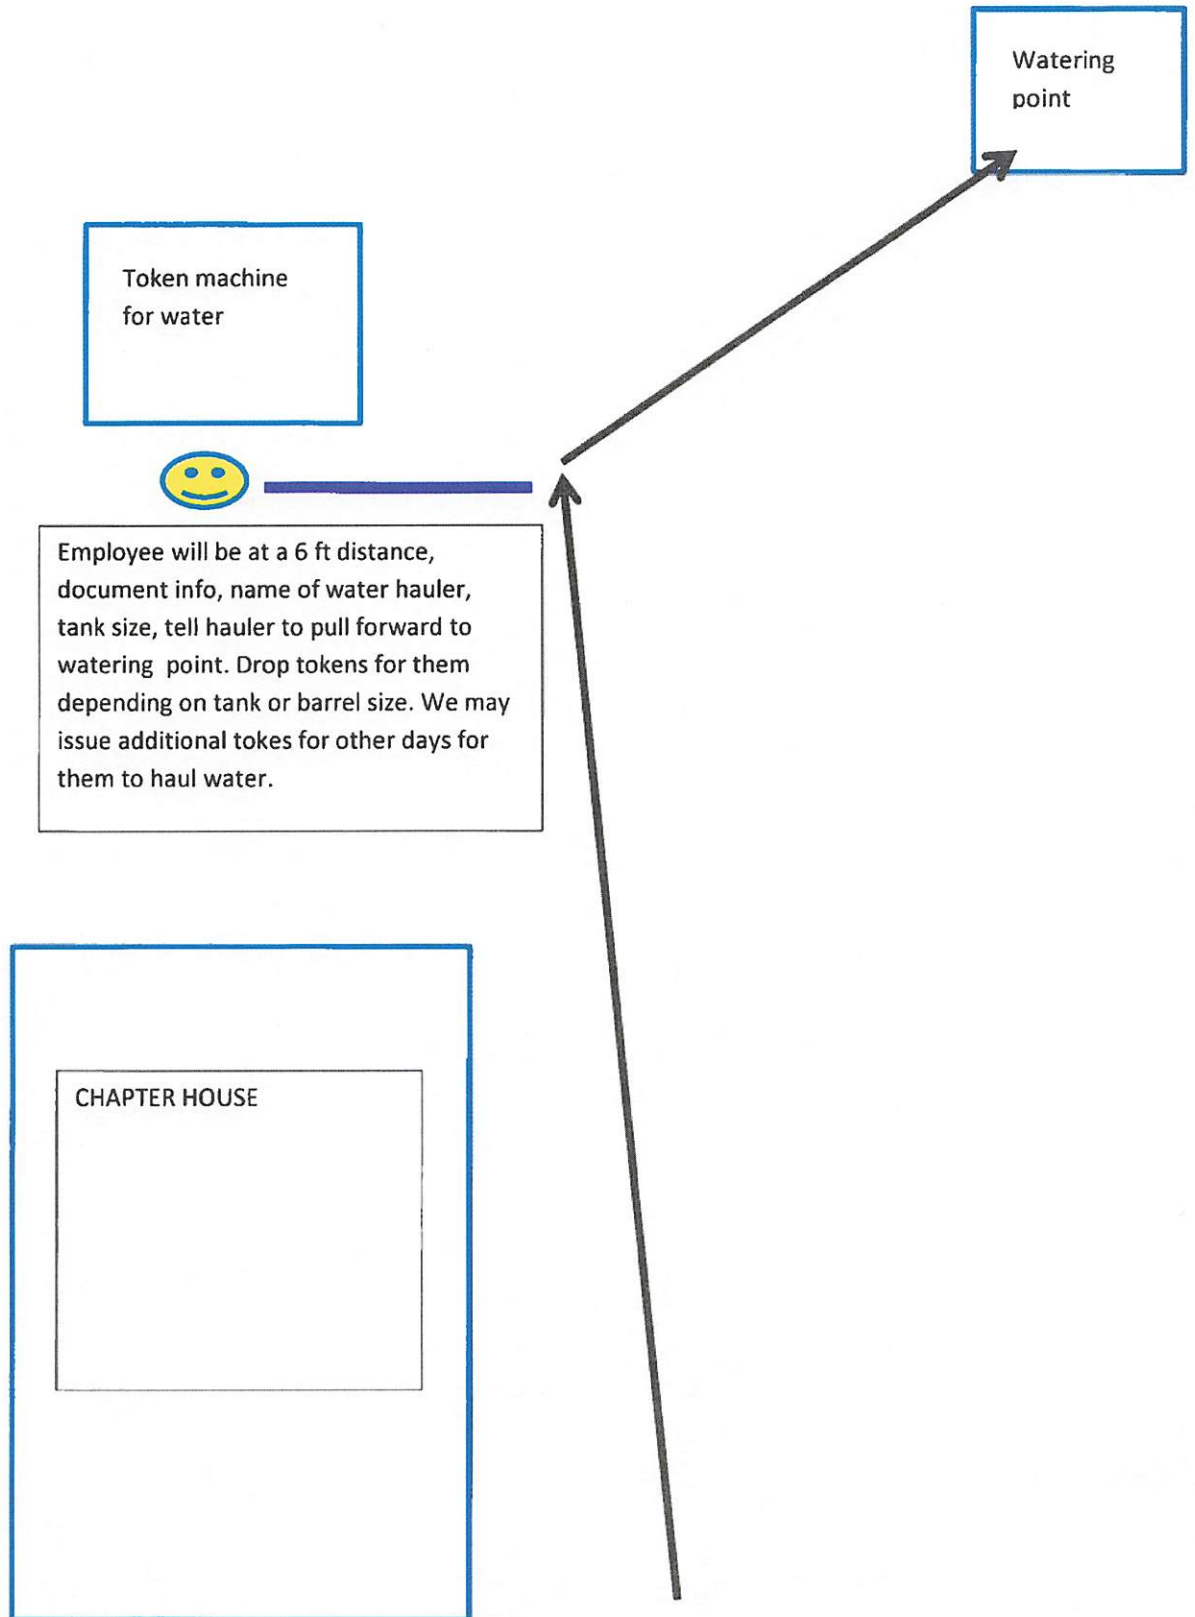 Watering
point
Token machine
for water
Employee will be at a 6 ft distance,
document info, name of water hauler,
tank size, tell hauler to pull forward to
watering point. Drop tokens for them
depending on tank or barrel size. We may
issue additional tokes for other days for
them to haul water.
CHAPTER HOUSE